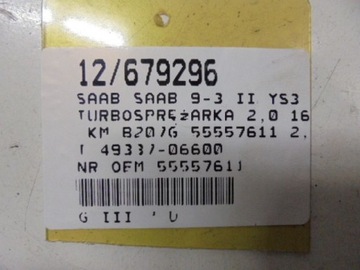 12/679296
SAAB SAAB 9-3 II YS3
TURBOSPRĘŻARKA 2,0 16
KM B207G 55557611 2,
T 49337-06600
NR OEM 55557611
G III